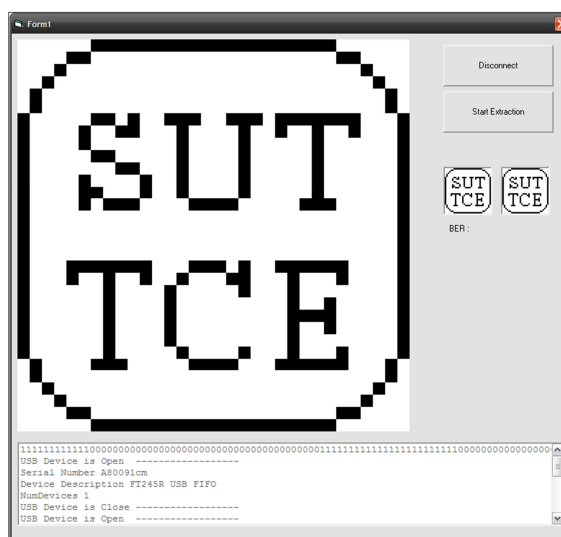 Form1
SUT
TCE
Disconnect
Start Extraction
SUT
TCE
SUT
TCE
BER :
USB Device is Open ------------------
Serial Number A80091cm
Device Description FT245R USB FIFO
NumDevices 1
USB Device is Close ------------------
USB Device is Open ------------------